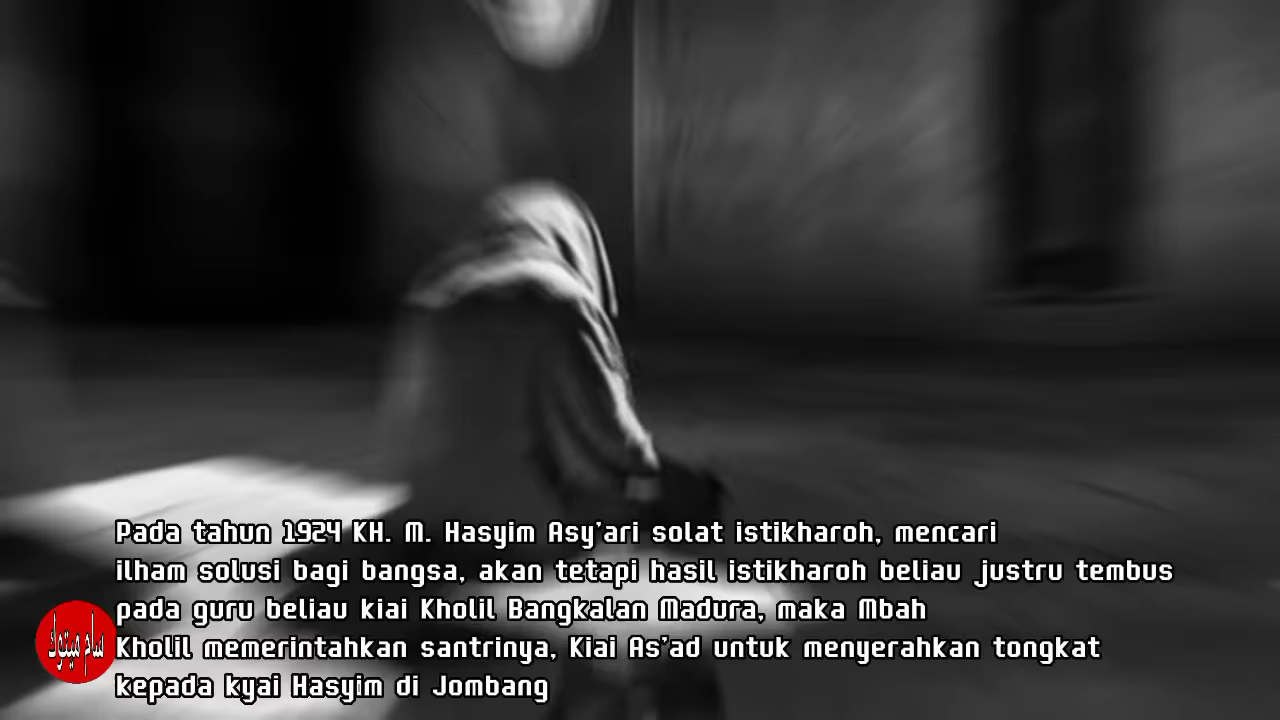 Pada tahun 1924 KH. M. Hasyim Asy'ari solat istikharoh, mencari
ilham solusi bagi bangsa, akan tetapi hasil istikharoh beliau justru tembus
pada guru beliau kiai Kholil Bangkalan Madura, maka Mbah
Kholil memerintahkan santrinya, Kiai As'ad untuk menyerahkan tongkat
kepada kyai Hasyim di Jombang
سام ميتوك